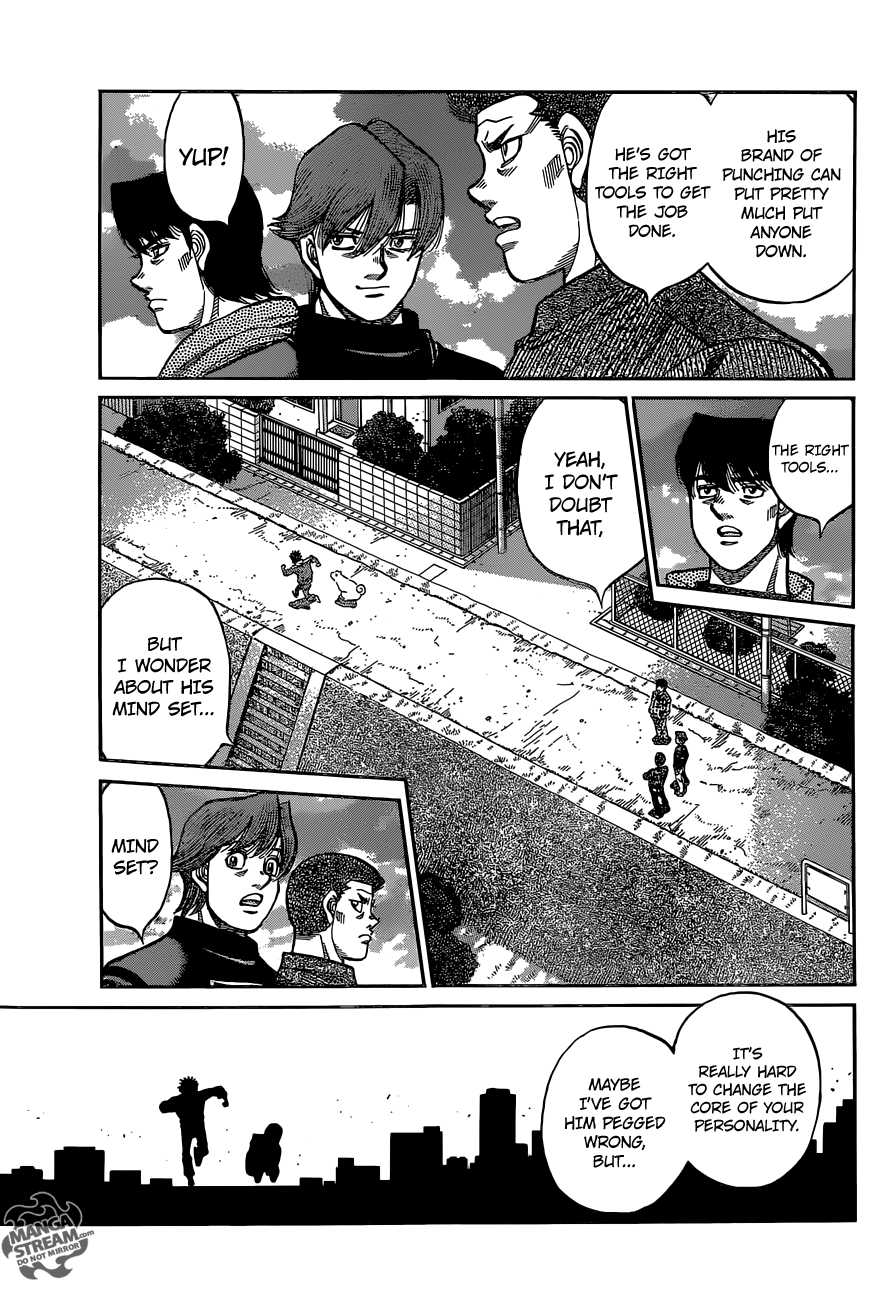 HIS
BRAND OF
PUNCHING CAN
PUT PRETTY
MUCH PUT
ANYONE
DOWN.
HE'S GOT
THE RIGHT
TOOLS TO GET
THE JOB
DONE.
YUP!
THE RIGHT
TOOLS...
YEAH,
I DON'T
DOUBT
THAT,
BUT
I WONDER
ABOUT HIS
MIND SET...
MIND
SET?
IT'S
REALLY HARD
TO CHANGE THE
CORE OF YOUR
PERSONALITY.
MAYBE
I'VE GOT
HIM PEGGED
WRONG,
BUT...
MANGA
STREAM.com
DO NOT MIRROR